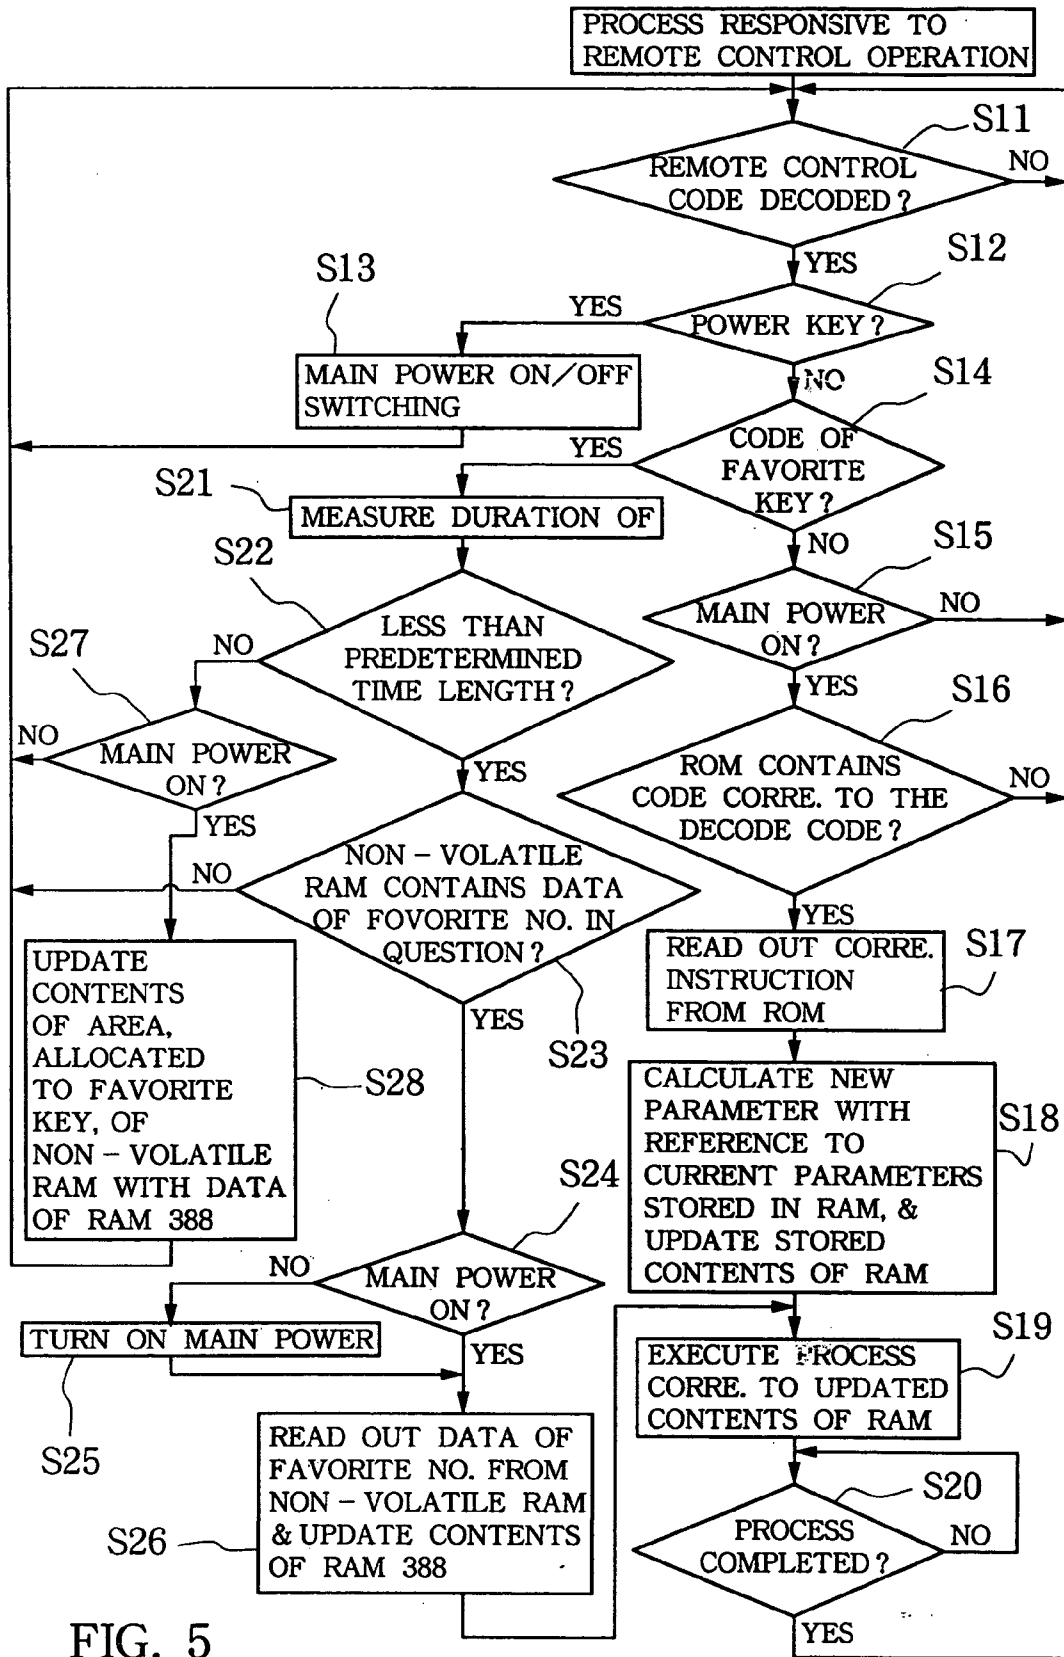 PROCESS RESPONSIVE TO
REMOTE CONTROL OPERATION
S11
REMOTE CONTROL
CODE DECODED?
NO
YES
S12
S13
YES
POWER KEY?
MAIN POWER ON/OFF
SWITCHING
NO
S14
YES
CODE OF
FAVORITE
KEY?
S21
MEASURE DURATION OF
NO
S15
S22
MAIN POWER
ON?
NO
LESS THAN
PREDETERMINED
TIME LENGTH?
NO
S27
YES
S16
NO
MAIN POWER
ON?
YES
ROM CONTAINS
CODE CORRE. TO THE
DECODE CODE?
NO
YES
NON-VOLATILE
RAM CONTAINS DATA
OF FOVORITE NO. IN
QUESTION?
NO
YES
S17
READ OUT CORRE.
INSTRUCTION
FROM ROM
UPDATE
CONTENTS
OF AREA,
ALLOCATED
TO FAVORITE
KEY, OF
NON-VOLATILE
RAM WITH DATA
OF RAM 388
YES
S23
S28
CALCULATE NEW
PARAMETER WITH
REFERENCE TO
CURRENT PARAMETERS
STORED IN RAM, &
UPDATE STORED
CONTENTS OF RAM
S18
S24
NO
MAIN POWER
ON?
TURN ON MAIN POWER
YES
S19
EXECUTE PROCESS
CORRE. TO UPDATED
CONTENTS OF RAM
S25
READ OUT DATA OF
FAVORITE NO. FROM
NON-VOLATILE RAM
& UPDATE CONTENTS
OF RAM 388
S26
S20
PROCESS
COMPLETED?
NO
YES
FIG. 5